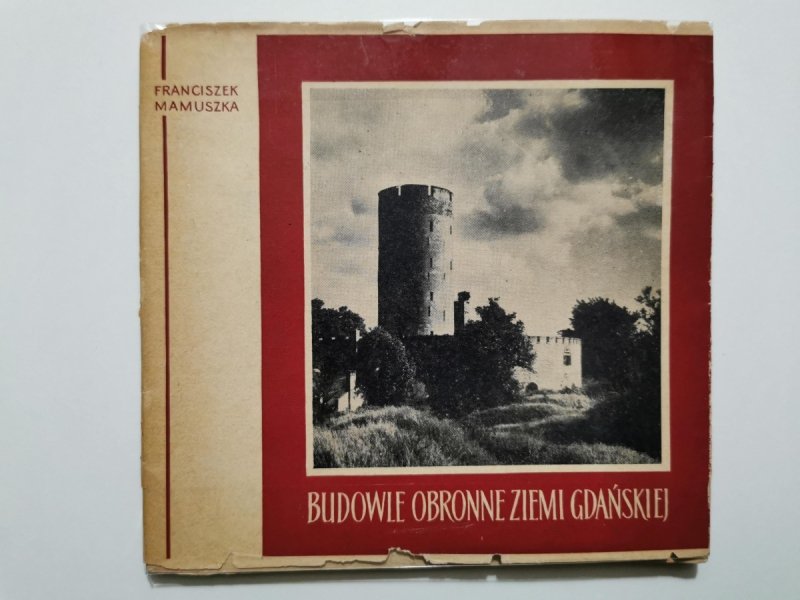 FRANCISZEK
MAMUSZKA
BUDOWLE OBRONNE ZIEMI GDAŃSKIEJ